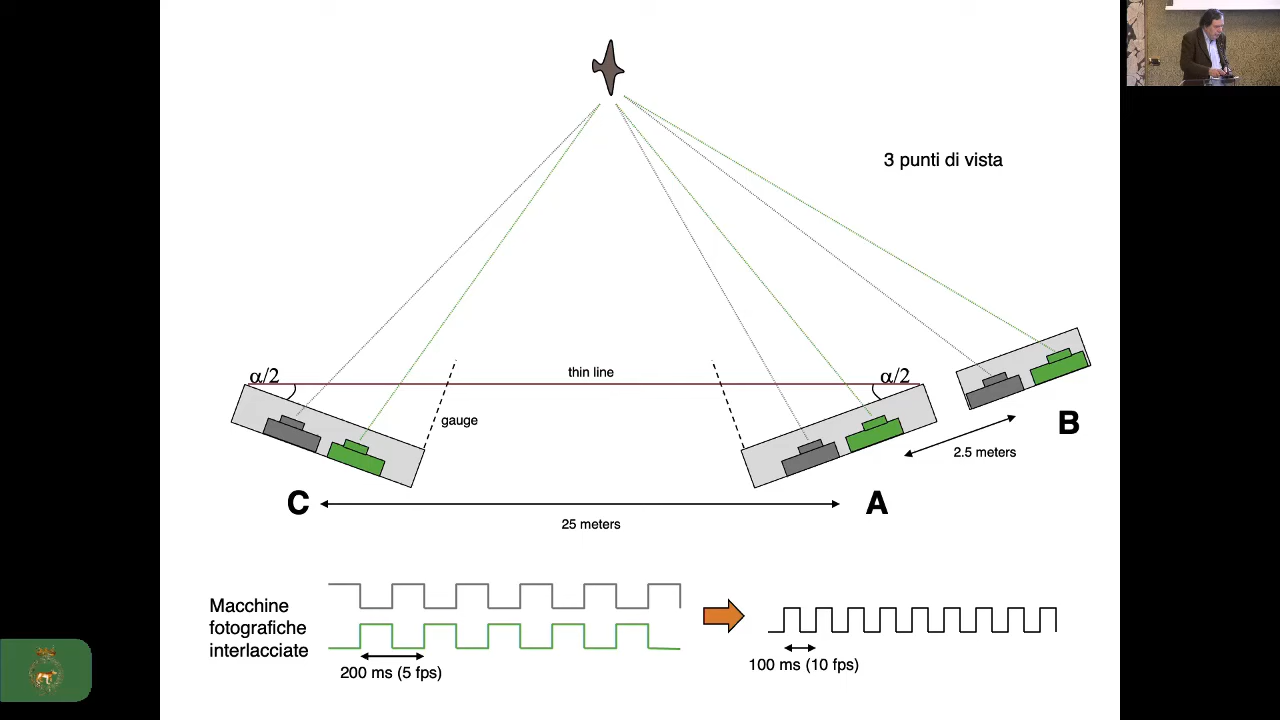 3 punti di vista
α/2
thin line
α/2
gauge
B
2.5 meters
C
A
25 meters
Macchine
fotografiche
interlacciate
200 ms (5 fps)
100 ms (10 fps)